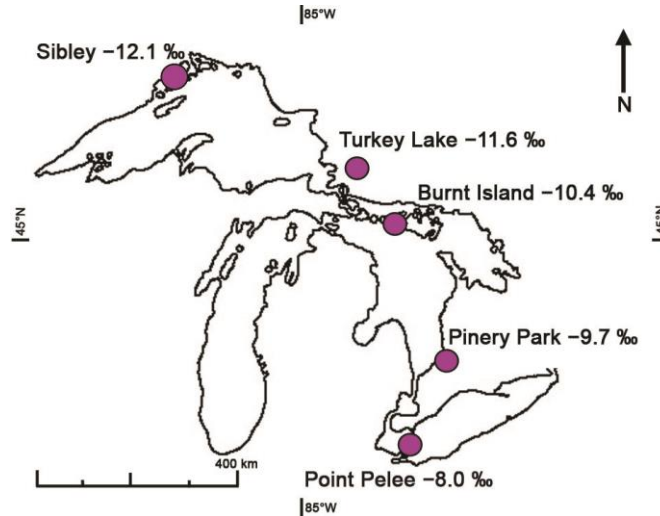 85°W
Sibley −12.1 ‰
N
Turkey Lake −11.6 ‰
Burnt Island −10.4 ‰
45°N
45°N
Pinery Park −9.7 ‰
400 km
Point Pelee −8.0 ‰
85°W